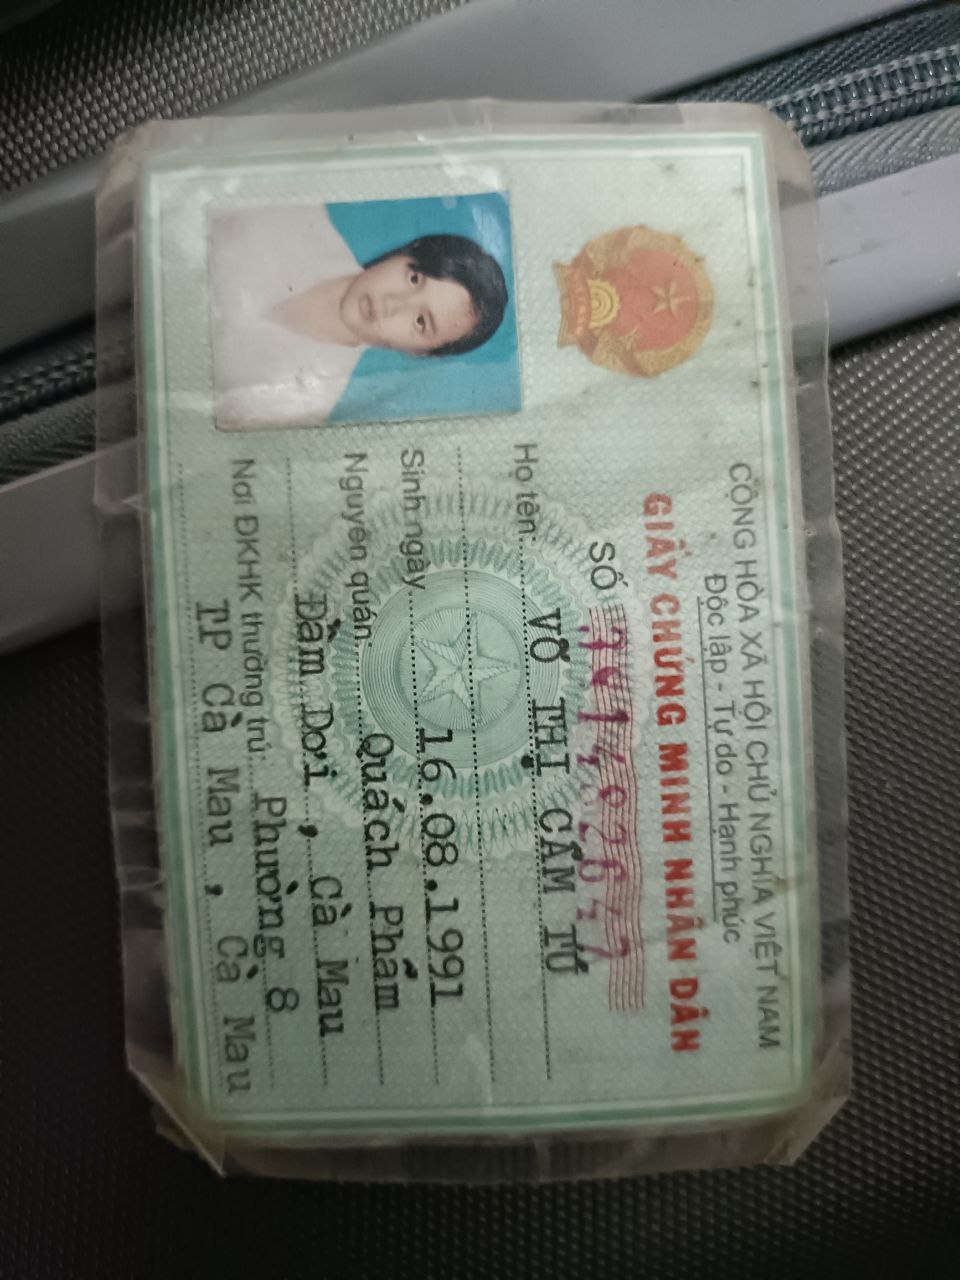 CỘNG HÒA XÃ HỘI CHỦ NGHĨA VIỆT NAM
Độc lập - Tự do - Hạnh phúc
GIẤY CHỨNG MINH NHÂN DÂN
SỐ
Họ tên: VÕ THỊ CẨM TÚ
Sinh ngày 16.08.1991
Nguyên quán: Quách Phẩm
Đầm Dơi, Cà Mau
Nơi ĐKHK thường trú: Phường 8
TP Cà Mau, Cà Mau